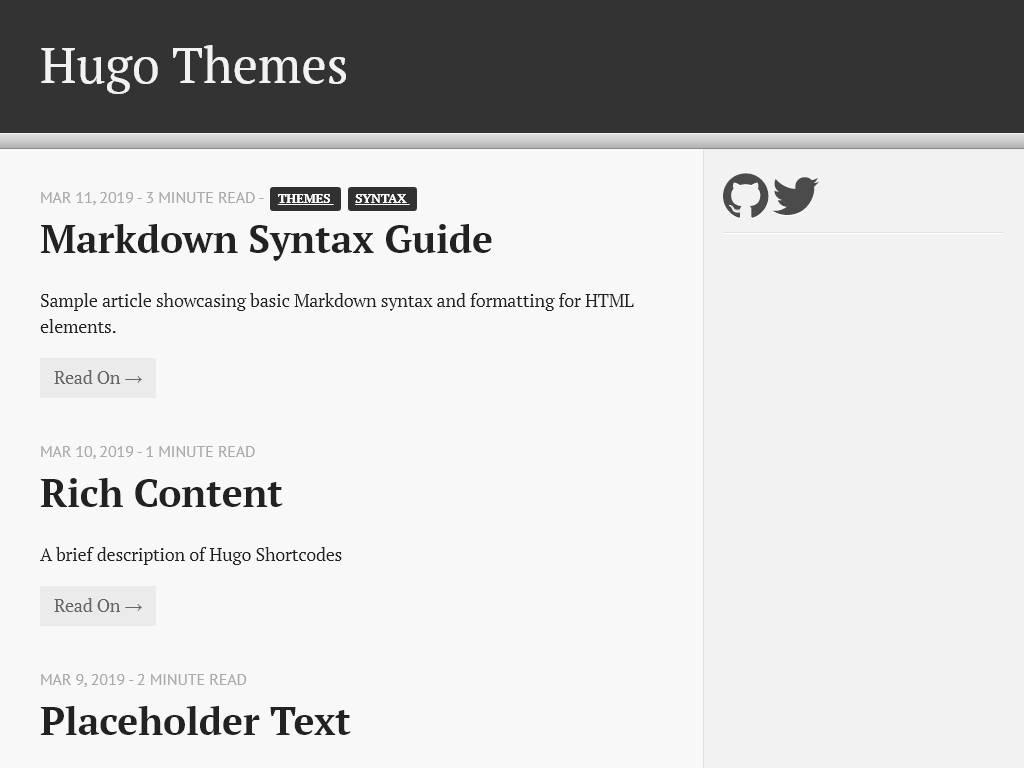 Hugo Themes
MAR 11, 2019 - 3 MINUTE READ - THEMES SYNTAX
Markdown Syntax Guide
Sample article showcasing basic Markdown syntax and formatting for HTML
elements.
Read On →
MAR 10, 2019 - 1 MINUTE READ
Rich Content
A brief description of Hugo Shortcodes
Read On →
MAR 9, 2019 - 2 MINUTE READ
Placeholder Text